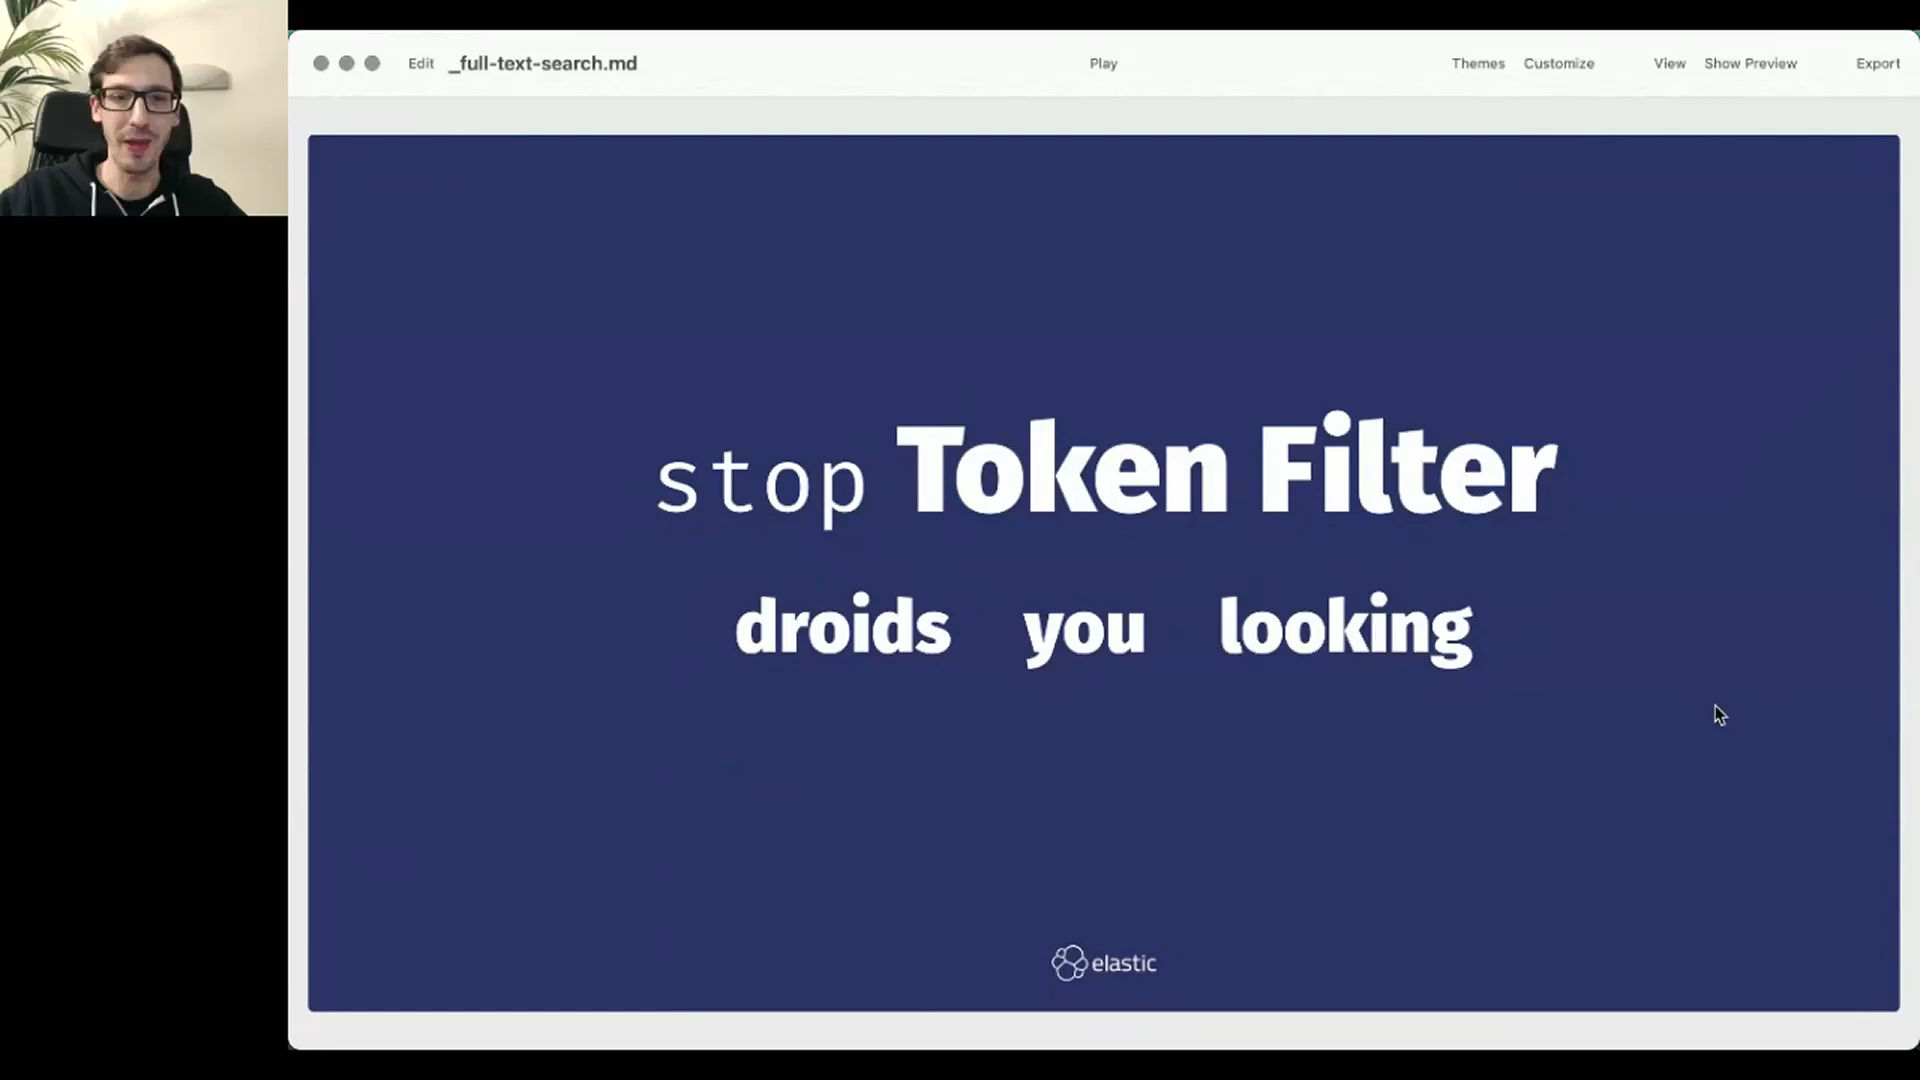 Edit _full-text-search.md Play Themes Customize View Show Preview Export
stop Token Filter
droids you looking
elastic